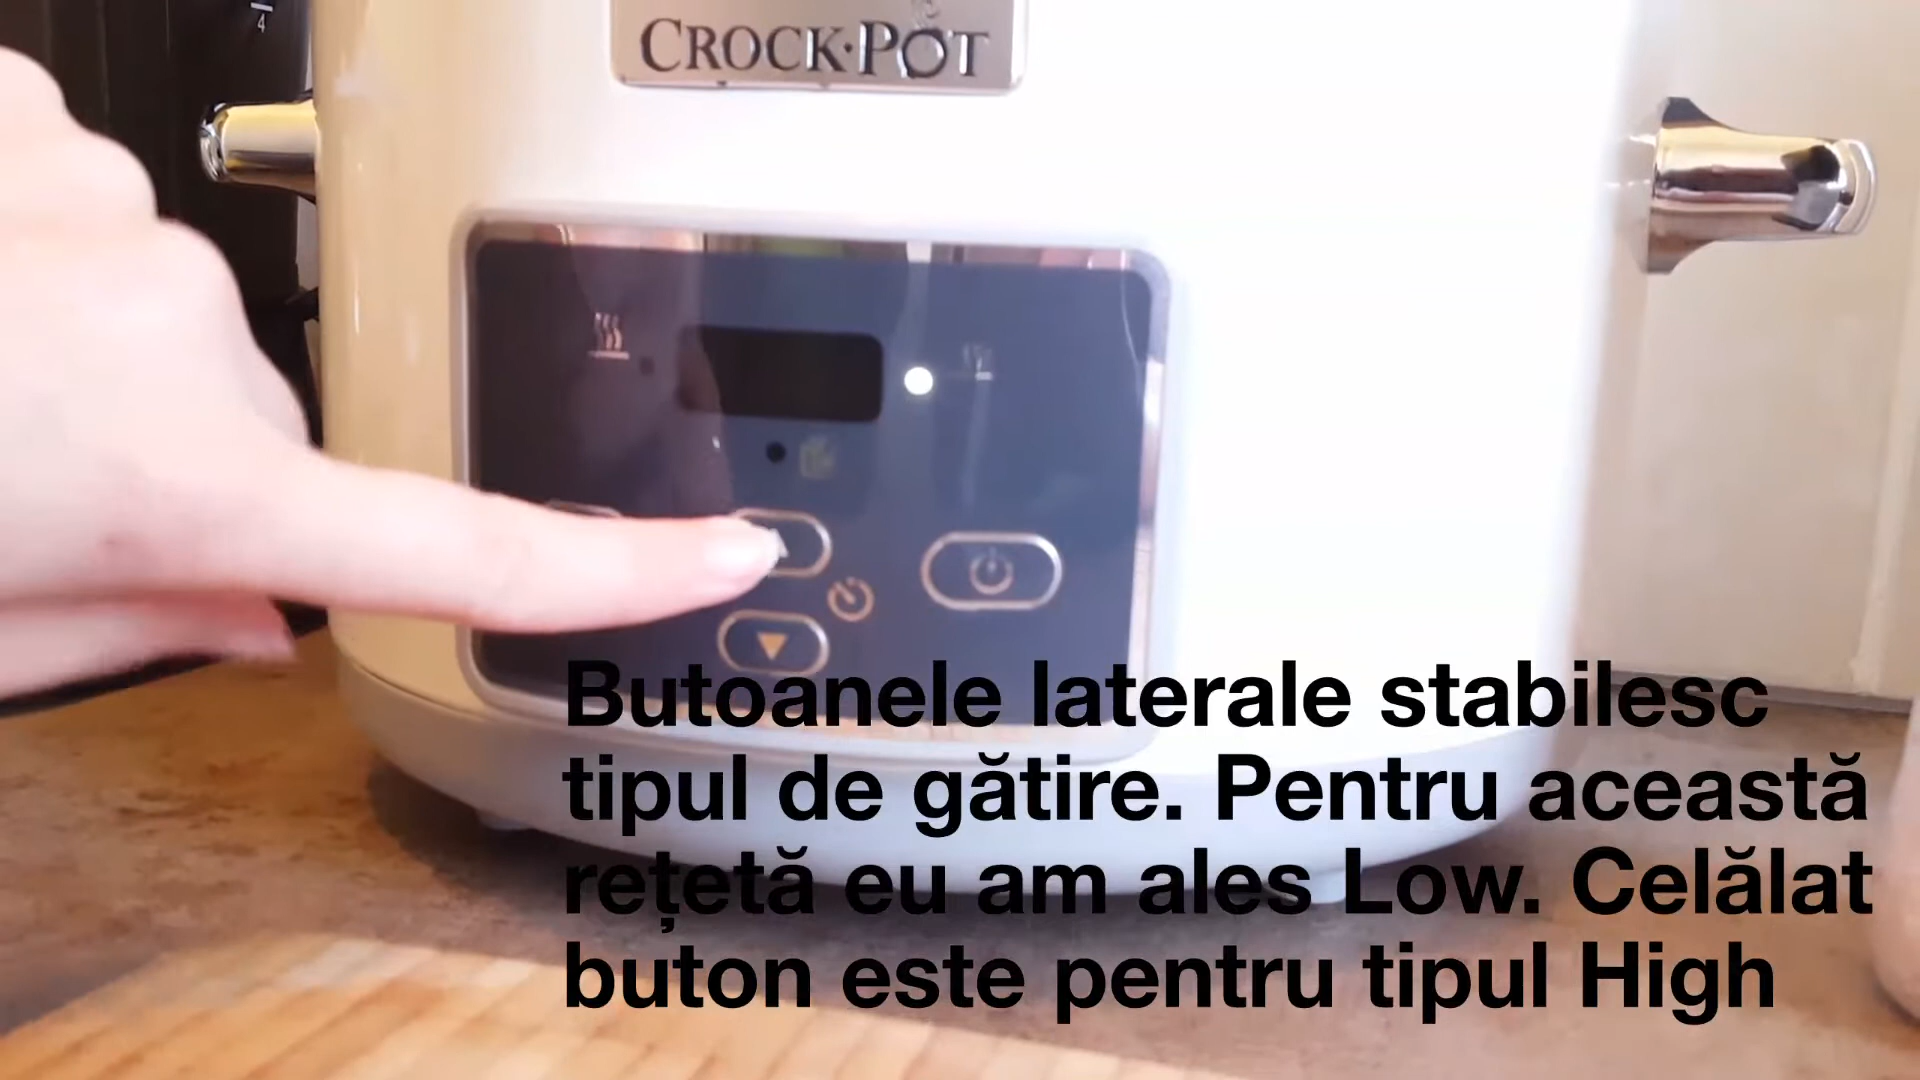 4
CROCK·POT
Butoanele laterale stabilesc
tipul de gătire. Pentru această
rețetă eu am ales Low. Celălat
buton este pentru tipul High